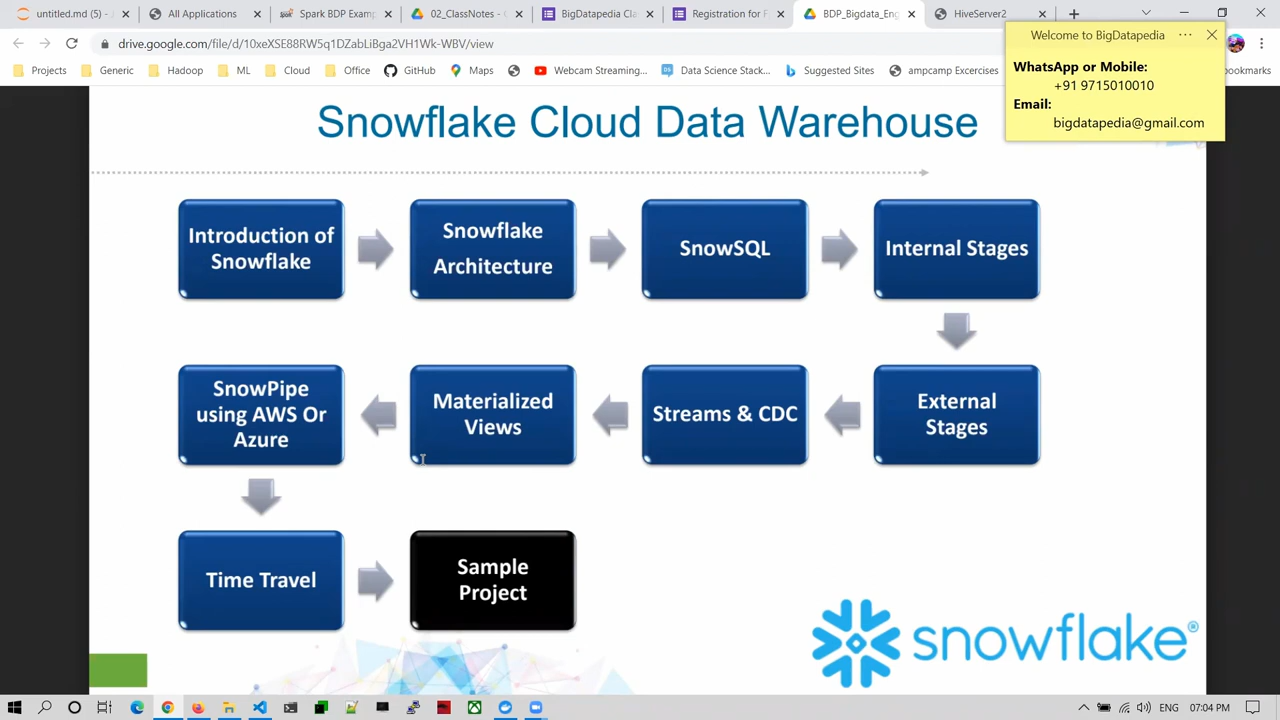 untitled.md (5) - J
All Applications
Spark BDP Examp
02_ClassNotes - G
BigDatapedia Cla
Registration for F
BDP_Bigdata_Eng
HiveServer2
drive.google.com/file/d/10xeXSE88RW5q1DZabLiBga2VH1Wk-WBV/view
Projects
Generic
Hadoop
ML
Cloud
Office
GitHub
Maps
Webcam Streaming...
Data Science Stack...
Suggested Sites
ampcamp Excercises
bookmarks
Welcome to BigDatapedia
WhatsApp or Mobile:
+91 9715010010
Email:
bigdatapedia@gmail.com
Snowflake Cloud Data Warehouse
Introduction of
Snowflake
Snowflake
Architecture
SnowSQL
Internal Stages
External
Stages
Streams & CDC
Materialized
Views
SnowPipe
using AWS Or
Azure
Time Travel
Sample
Project
snowflake®
ENG
07:04 PM